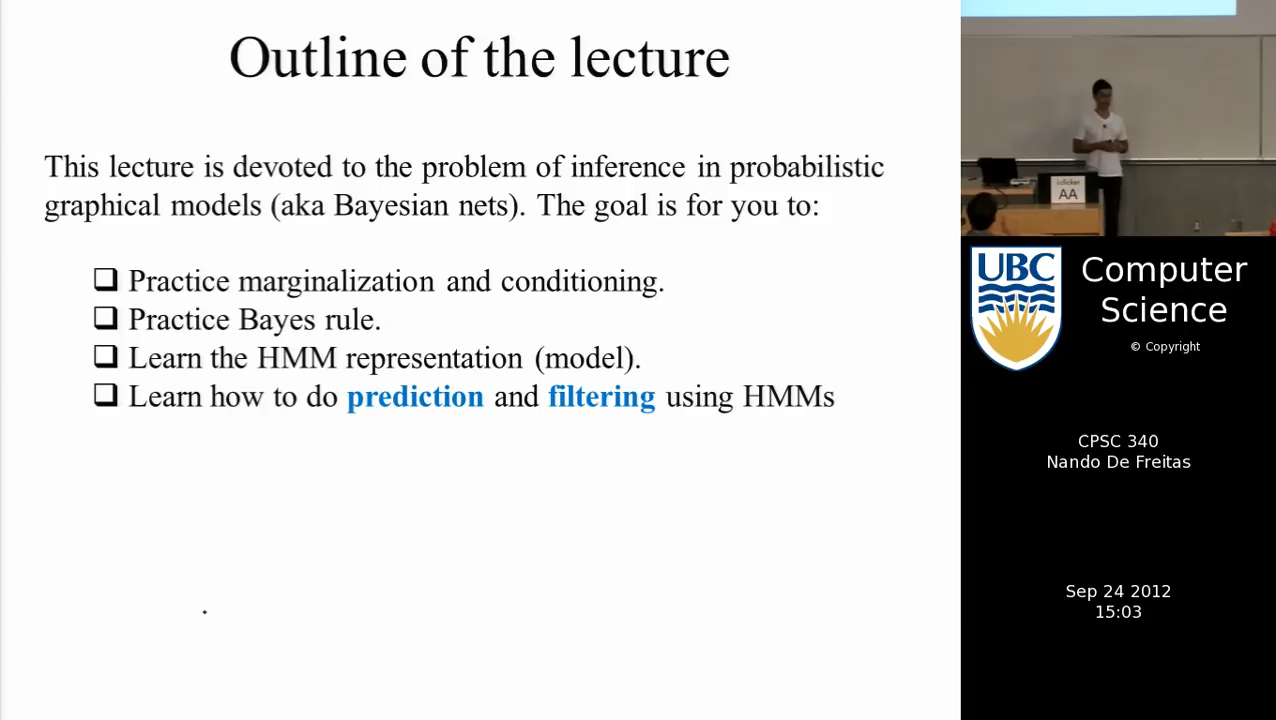 Outline of the lecture
This lecture is devoted to the problem of inference in probabilistic
graphical models (aka Bayesian nets). The goal is for you to:
❑ Practice marginalization and conditioning.
❑ Practice Bayes rule.
❑ Learn the HMM representation (model).
❑ Learn how to do prediction and filtering using HMMs
AA
UBC
Computer
Science
© Copyright
CPSC 340
Nando De Freitas
Sep 24 2012
15:03